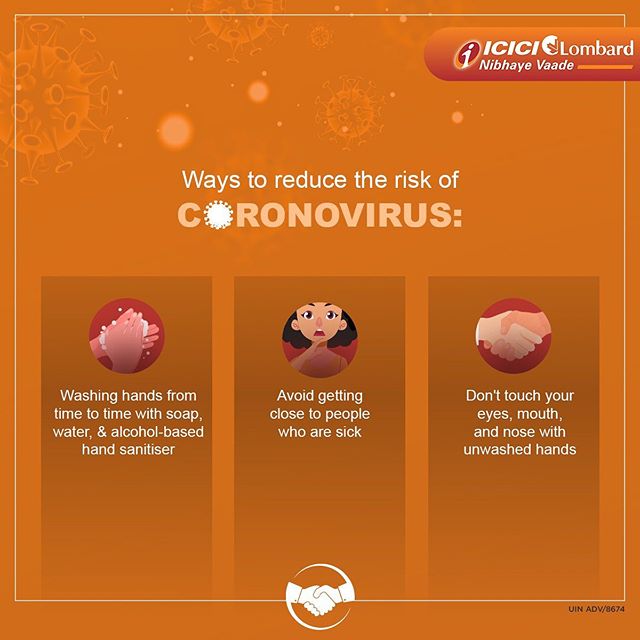 ICICI Lombard
Nibhaye Vaade
Ways to reduce the risk of
CORONOVIRUS:
Washing hands from
time to time with soap,
water, & alcohol-based
hand sanitiser
Avoid getting
close to people
who are sick
Don't touch your
eyes, mouth,
and nose with
unwashed hands
UIN ADV/8674